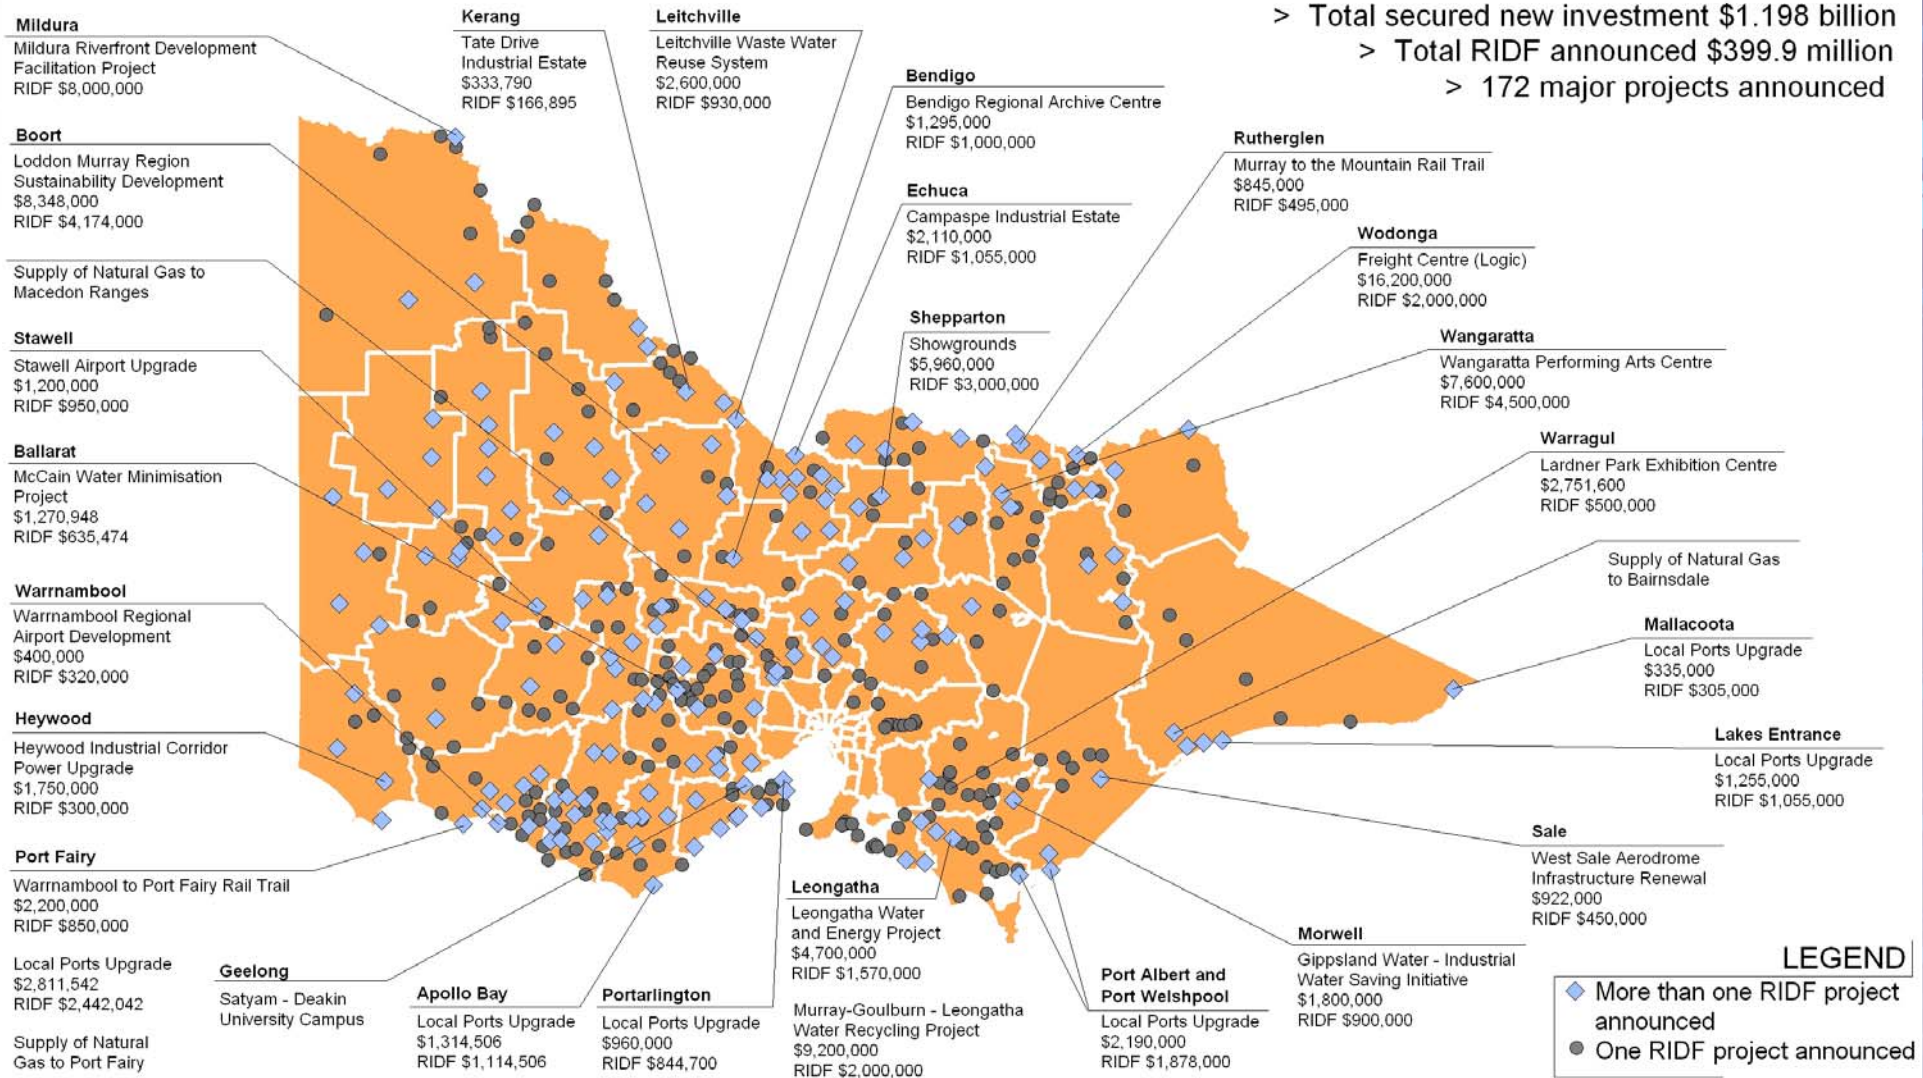 > Total secured new investment $1.198 billion
> Total RIDF announced $399.9 million
> 172 major projects announced
Mildura
Mildura Riverfront Development
Facilitation Project
RIDF $8,000,000
Boort
Loddon Murray Region
Sustainability Development
$8,348,000
RIDF $4,174,000
Supply of Natural Gas to
Macedon Ranges
Stawell
Stawell Airport Upgrade
$1,200,000
RIDF $950,000
Ballarat
McCain Water Minimisation
Project
$1,270,948
RIDF $635,474
Warrnambool
Warrnambool Regional
Airport Development
$400,000
RIDF $320,000
Heywood
Heywood Industrial Corridor
Power Upgrade
$1,750,000
RIDF $300,000
Port Fairy
Warrnambool to Port Fairy Rail Trail
$2,200,000
RIDF $850,000
Local Ports Upgrade
$2,811,542
RIDF $2,442,042
Supply of Natural
Gas to Port Fairy
Kerang
Tate Drive
Industrial Estate
$333,790
RIDF $166,895
Leitchville
Leitchville Waste Water
Reuse System
$2,600,000
RIDF $930,000
Bendigo
Bendigo Regional Archive Centre
$1,295,000
RIDF $1,000,000
Echuca
Campaspe Industrial Estate
$2,110,000
RIDF $1,055,000
Shepparton
Showgrounds
$5,960,000
RIDF $3,000,000
Rutherglen
Murray to the Mountain Rail Trail
$845,000
RIDF $495,000
Wodonga
Freight Centre (Logic)
$16,200,000
RIDF $2,000,000
Wangaratta
Wangaratta Performing Arts Centre
$7,600,000
RIDF $4,500,000
Warragul
Lardner Park Exhibition Centre
$2,751,600
RIDF $500,000
Supply of Natural Gas
to Bairnsdale
Mallacoota
Local Ports Upgrade
$335,000
RIDF $305,000
Lakes Entrance
Local Ports Upgrade
$1,255,000
RIDF $1,055,000
Sale
West Sale Aerodrome
Infrastructure Renewal
$922,000
RIDF $450,000
Geelong
Satyam - Deakin
University Campus
Apollo Bay
Local Ports Upgrade
$1,314,506
RIDF $1,114,506
Portarlington
Local Ports Upgrade
$960,000
RIDF $844,700
Leongatha
Leongatha Water
and Energy Project
$4,700,000
RIDF $1,570,000
Murray-Goulburn - Leongatha
Water Recycling Project
$9,200,000
RIDF $2,000,000
Port Albert and
Port Welshpool
Local Ports Upgrade
$2,190,000
RIDF $1,878,000
Morwell
Gippsland Water - Industrial
Water Saving Initiative
$1,800,000
RIDF $900,000
LEGEND
More than one RIDF project
announced
One RIDF project announced